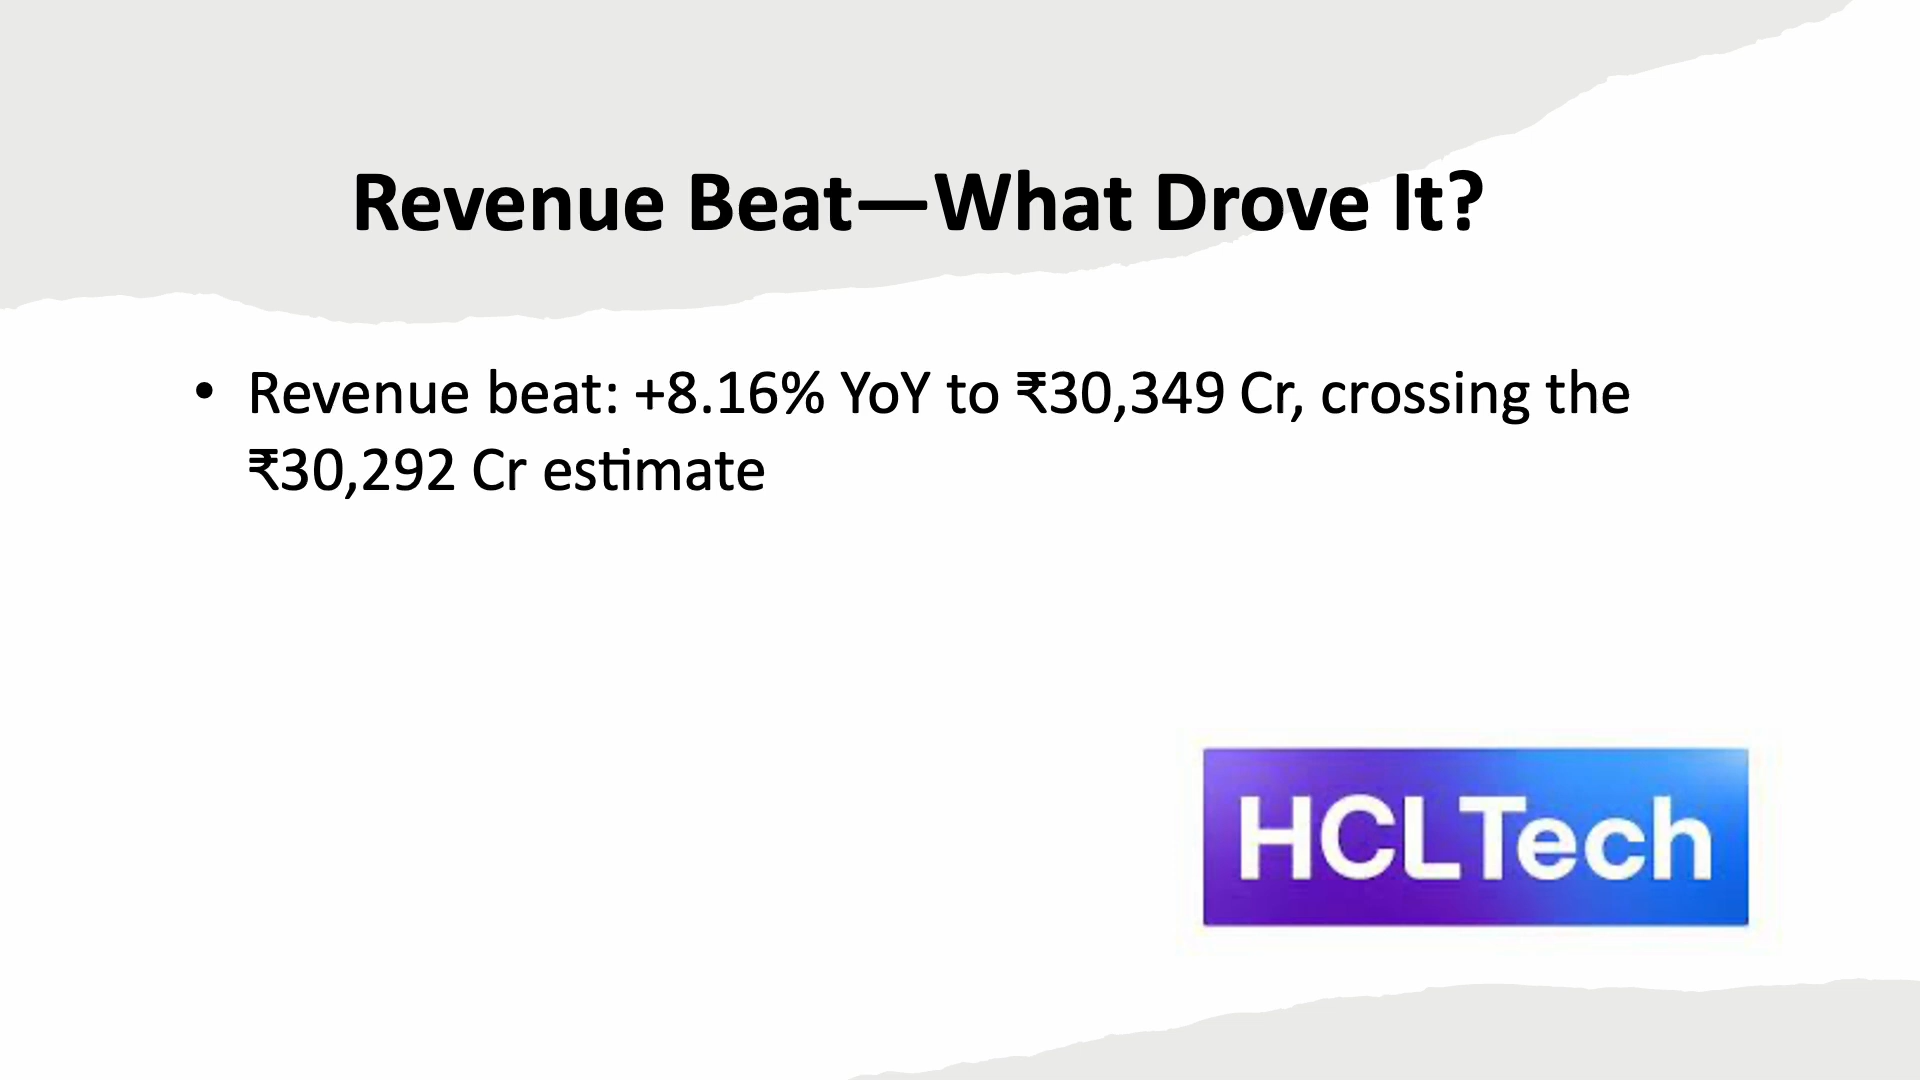 Revenue Beat—What Drove It?
• Revenue beat: +8.16% YoY to ₹30,349 Cr, crossing the
₹30,292 Cr estimate
HCLTech